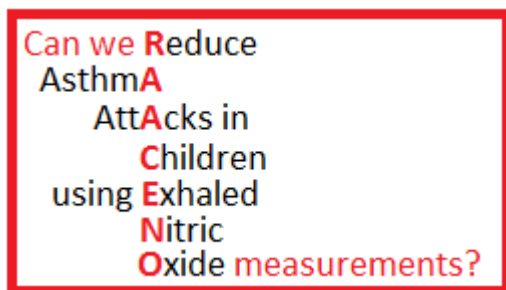 Can we Reduce
AsthmA
AttAcks in
Children
using Exhaled
Nitric
Oxide measurements?